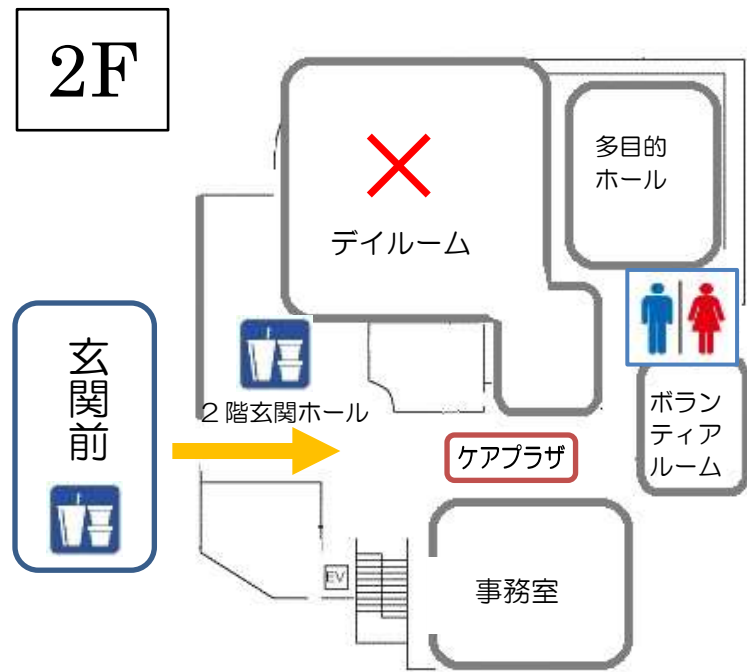 2F
多目的
ホール
デイルーム
玄関前
2階玄関ホール
ボラン
ティア
ルーム
ケアプラザ
EV
事務室